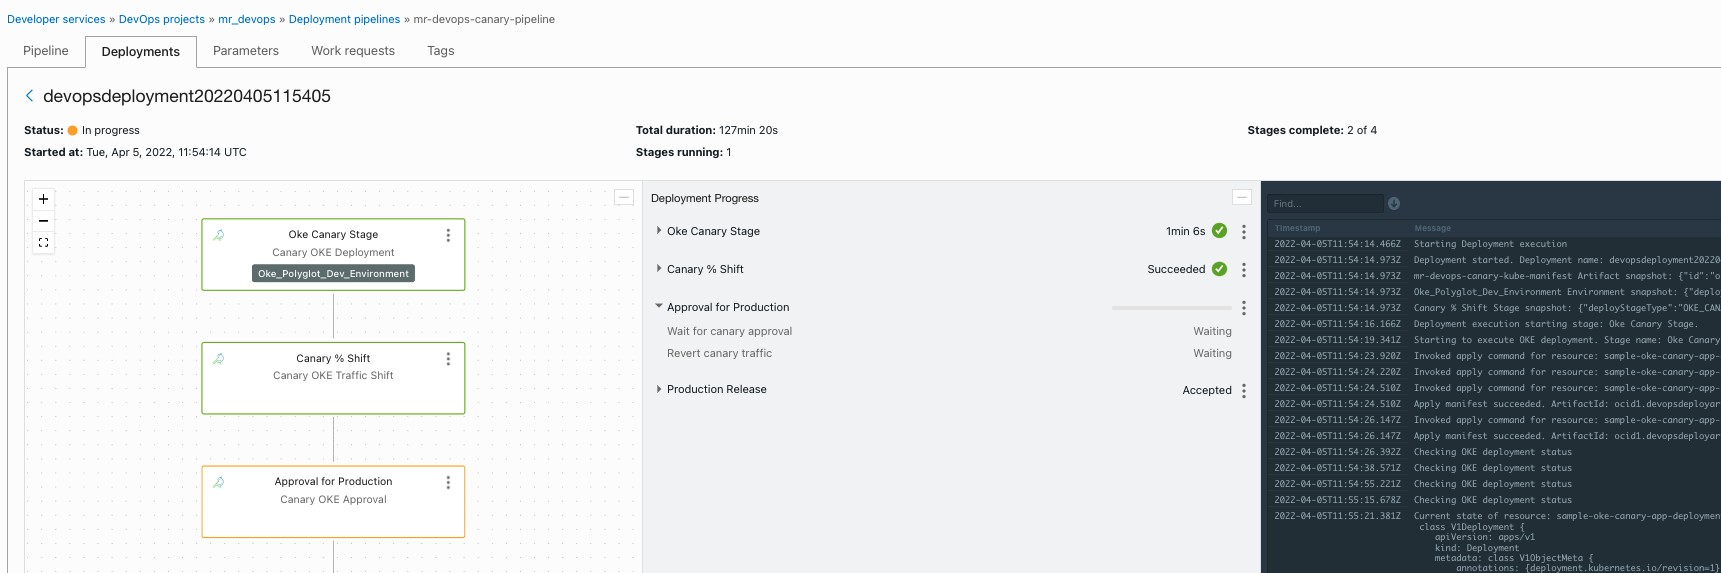 Developer services » DevOps projects » mr_devops » Deployment pipelines » mr-devops-canary-pipeline
Pipeline Deployments Parameters Work requests Tags
devopsdeployment20220405115405
Status: In progress Total duration: 127min 20s Stages complete: 2 of 4
Started at: Tue, Apr 5, 2022, 11:54:14 UTC Stages running: 1
Oke Canary Stage
Canary OKE Deployment
Oke_Polyglot_Dev_Environment
Canary % Shift
Canary OKE Traffic Shift
Approval for Production
Canary OKE Approval
Deployment Progress
Oke Canary Stage 1min 6s
Canary % Shift Succeeded
Approval for Production
Wait for canary approval Waiting
Revert canary traffic Waiting
Production Release Accepted
Find...
Timestamp Message
2022-04-05T11:54:14.466Z Starting Deployment execution
2022-04-05T11:54:14.973Z Deployment started. Deployment name: devopsdeployment20220
2022-04-05T11:54:14.973Z mr-devops-canary-kube-manifest Artifact snapshot: {"id":"o
2022-04-05T11:54:14.973Z Oke_Polyglot_Dev_Environment Environment snapshot: {"deplo
2022-04-05T11:54:14.973Z Canary % Shift Stage snapshot: {"deployStageType":"OKE_CAN
2022-04-05T11:54:16.166Z Deployment execution starting stage: Oke Canary Stage.
2022-04-05T11:54:19.341Z Starting to execute OKE deployment. Stage name: Oke Canary
2022-04-05T11:54:23.920Z Invoked apply command for resource: sample-oke-canary-app-
2022-04-05T11:54:24.220Z Invoked apply command for resource: sample-oke-canary-app-
2022-04-05T11:54:24.510Z Invoked apply command for resource: sample-oke-canary-app-
2022-04-05T11:54:24.510Z Apply manifest succeeded. ArtifactId: ocid1.devopsdeployar
2022-04-05T11:54:26.147Z Invoked apply command for resource: sample-oke-canary-app-
2022-04-05T11:54:26.147Z Apply manifest succeeded. ArtifactId: ocid1.devopsdeployar
2022-04-05T11:54:26.392Z Checking OKE deployment status
2022-04-05T11:54:38.571Z Checking OKE deployment status
2022-04-05T11:54:55.221Z Checking OKE deployment status
2022-04-05T11:55:15.678Z Checking OKE deployment status
2022-04-05T11:55:21.381Z Current state of resource: sample-oke-canary-app-deploymen
class V1Deployment {
apiVersion: apps/v1
kind: Deployment
metadata: class V1ObjectMeta {
annotations: {deployment.kubernetes.io/revision=1}